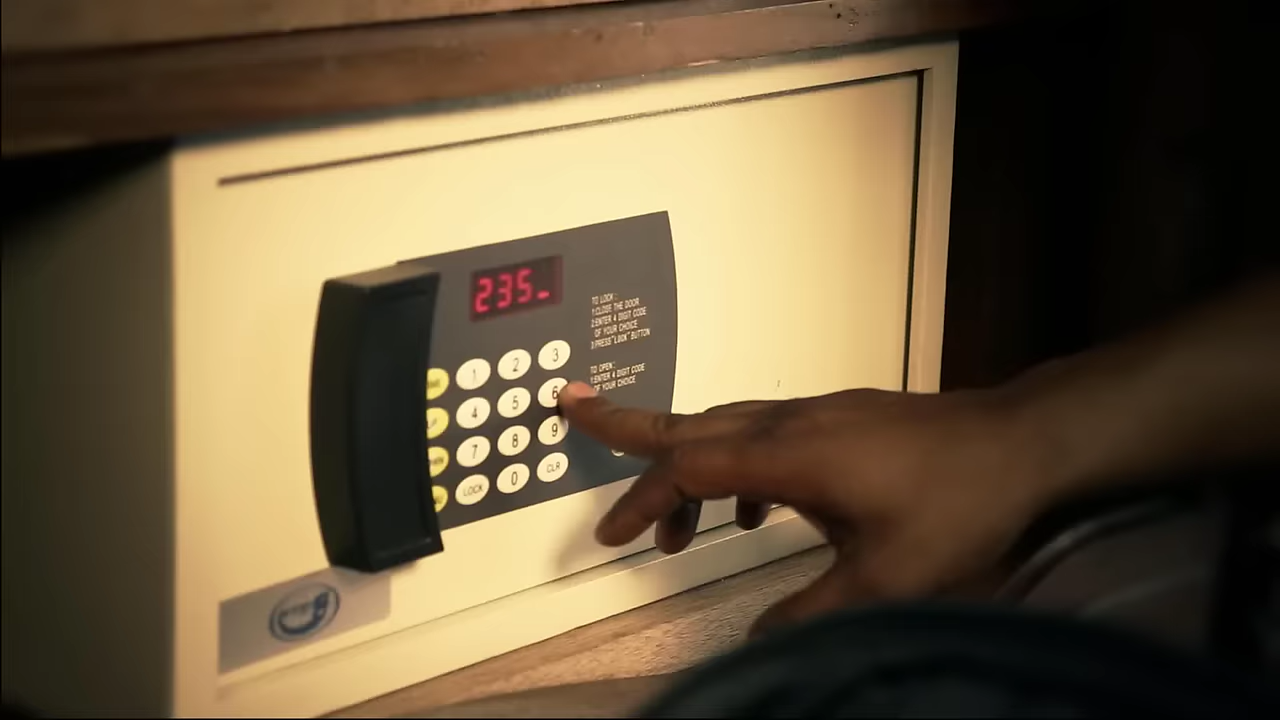 235_
TO LOCK :
1.CLOSE THE DOOR
2.ENTER 4 DIGIT CODE
OF YOUR CHOICE
3.PRESS "LOCK" BUTTON
TO OPEN :
1.ENTER 4 DIGIT CODE
OF YOUR CHOICE
1 2 3
4 5 6
7 8 9
LOCK 0 CLR